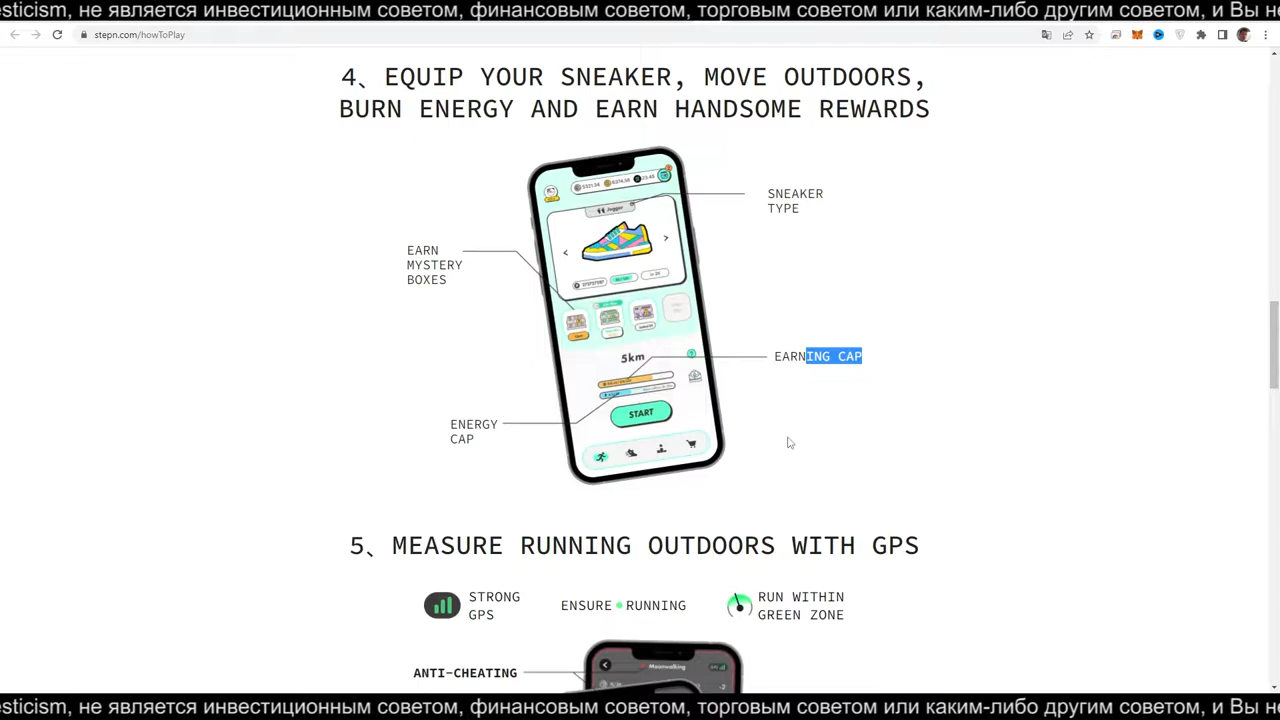 esticism, не является инвестиционным советом, финансовым советом, торговым советом или каким-либо другим советом, и Вы не
stepn.com/howToPlay
4、EQUIP YOUR SNEAKER, MOVE OUTDOORS,
BURN ENERGY AND EARN HANDSOME REWARDS
Jogger
SNEAKER
TYPE
EARN
MYSTERY
BOXES
5km
EARNING CAP
START
ENERGY
CAP
5、MEASURE RUNNING OUTDOORS WITH GPS
STRONG
GPS
ENSURE RUNNING
RUN WITHIN
GREEN ZONE
ANTI-CHEATING
Moonwalking
-2
esticism, не является инвестиционным советом, финансовым советом, торговым советом или каким-либо другим советом, и Вы не